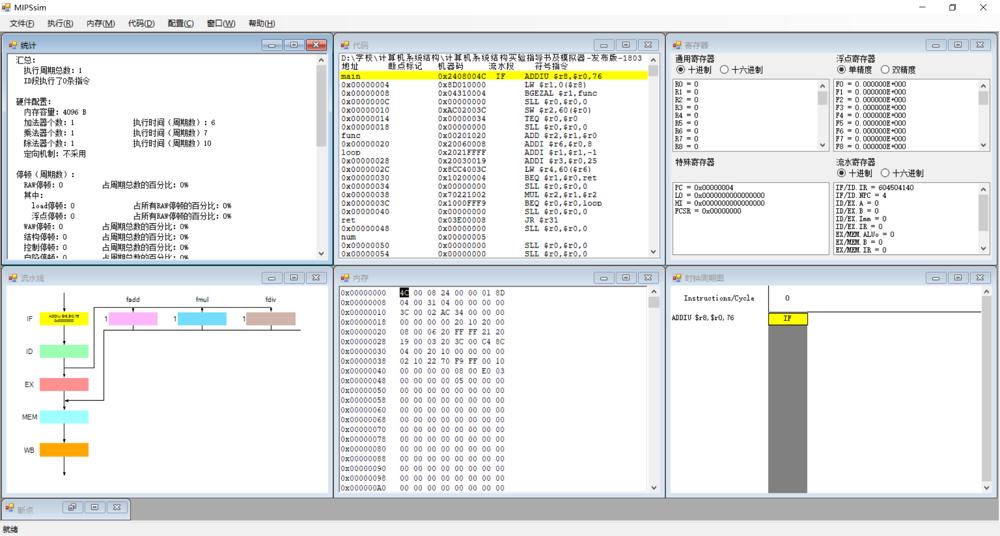 MIPSsim
文件(F) 执行(R) 内存(M) 代码(D) 配置(C) 窗口(W) 帮助(H)
统计
汇总:
执行周期总数: 1
ID段执行了0条指令
硬件配置:
内存容量: 4096 B
加法器个数: 1 执行时间（周期数）: 6
乘法器个数: 1 执行时间（周期数）7
除法器个数: 1 执行时间（周期数）10
定向机制: 不采用
停顿（周期数）:
RAW停顿: 0 占周期总数的百分比: 0%
其中:
load停顿: 0 占所有RAW停顿的百分比: 0%
浮点停顿: 0 占所有RAW停顿的百分比: 0%
WAW停顿: 0 占周期总数的百分比: 0%
结构停顿: 0 占周期总数的百分比: 0%
控制停顿: 0 占周期总数的百分比: 0%
自陷停顿: 0 占周期总数的百分比: 0%
代码
D:\学校\计算机系统结构\计算机系统结构实验指导书及模拟器-发布版-1803
地址 断点标记 机器码 流水段 符号指令
main 0x2408004C IF ADDIU $r8,$r0,76
0x00000004 0x8D010000 LW $r1,0($r8)
0x00000008 0x04310004 BGEZAL $r1,func
0x0000000C 0x00000000 SLL $r0,$r0,0
0x00000010 0xAC02003C SW $r2,60($r0)
0x00000014 0x00000034 TEQ $r0,$r0
0x00000018 0x00000000 SLL $r0,$r0,0
func 0x00201020 ADD $r2,$r1,$r0
0x00000020 0x20060008 ADDI $r6,$r0,8
loop 0x2021FFFF ADDI $r1,$r1,-1
0x00000028 0x20030019 ADDI $r3,$r0,25
0x0000002C 0x8CC4003C LW $r4,60($r6)
0x00000030 0x10200004 BEQ $r1,$r0,ret
0x00000034 0x00000000 SLL $r0,$r0,0
0x00000038 0x70221002 MUL $r2,$r1,$r2
0x0000003C 0x1000FFF9 BEQ $r0,$r0,loop
0x00000040 0x00000000 SLL $r0,$r0,0
ret 0x03E00008 JR $r31
0x00000048 0x00000000 SLL $r0,$r0,0
num 0x00000005
0x00000050 0x00000000 SLL $r0,$r0,0
0x00000054 0x00000000 SLL $r0,$r0,0
寄存器
通用寄存器
十进制 十六进制
R0 = 0
R1 = 0
R2 = 0
R3 = 0
R4 = 0
R5 = 0
R6 = 0
R7 = 0
R8 = 0
浮点寄存器
单精度 双精度
F0 = 0.000000E+000
F1 = 0.000000E+000
F2 = 0.000000E+000
F3 = 0.000000E+000
F4 = 0.000000E+000
F5 = 0.000000E+000
F6 = 0.000000E+000
F7 = 0.000000E+000
F8 = 0.000000E+000
特殊寄存器
PC = 0x00000004
LO = 0x0000000000000000
HI = 0x0000000000000000
FCSR = 0x00000000
流水寄存器
十进制 十六进制
IF/ID.IR = 604504140
IF/ID.NPC = 4
ID/EX.A = 0
ID/EX.B = 0
ID/EX.Imm = 0
ID/EX.IR = 0
EX/MEM.ALUo = 0
EX/MEM.B = 0
EX/MEM.IR = 0
流水线
fadd fmul fdiv
IF ADDIU $r8,$r0,76 1 1 1
0x00000000
ID
EX
MEM
WB
内存
0x00000000 4C 00 08 24 00 00 01 8D
0x00000008 04 00 31 04 00 00 00 00
0x00000010 3C 00 02 AC 34 00 00 00
0x00000018 00 00 00 00 20 10 20 00
0x00000020 08 00 06 20 FF FF 21 20
0x00000028 19 00 03 20 3C 00 C4 8C
0x00000030 04 00 20 10 00 00 00 00
0x00000038 02 10 22 70 F9 FF 00 10
0x00000040 00 00 00 00 08 00 E0 03
0x00000048 00 00 00 00 05 00 00 00
0x00000050 00 00 00 00 00 00 00 00
0x00000058 00 00 00 00 00 00 00 00
0x00000060 00 00 00 00 00 00 00 00
0x00000068 00 00 00 00 00 00 00 00
0x00000070 00 00 00 00 00 00 00 00
0x00000078 00 00 00 00 00 00 00 00
0x00000080 00 00 00 00 00 00 00 00
0x00000088 00 00 00 00 00 00 00 00
0x00000090 00 00 00 00 00 00 00 00
0x00000098 00 00 00 00 00 00 00 00
0x000000A0 00 00 00 00 00 00 00 00
时钟周期图
Instructions/Cycle 0
ADDIU $r8,$r0,76 IF
断点
就绪